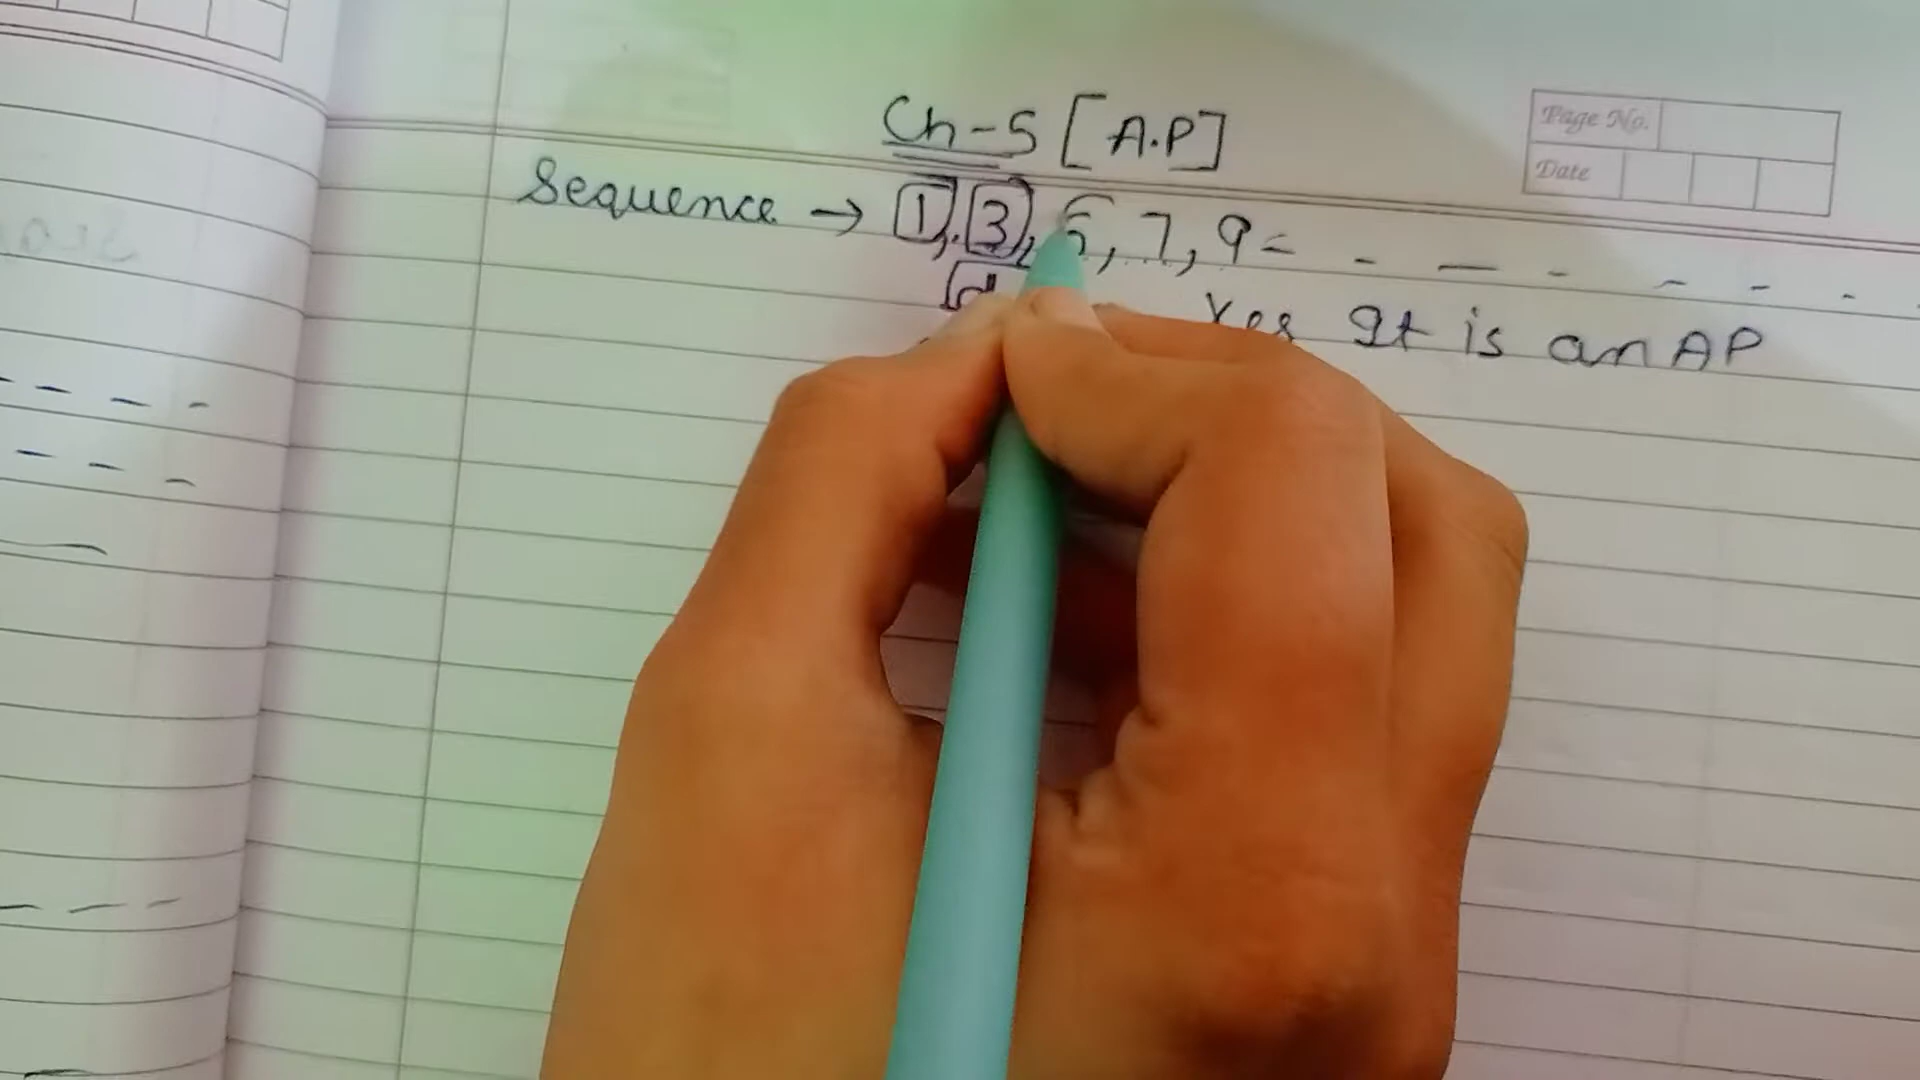 Ch-5 [A.P]
Page No.
Date
Sequence → 1, 3, 5, 7, 9 - - - - - - - -
d
Yes It is an AP